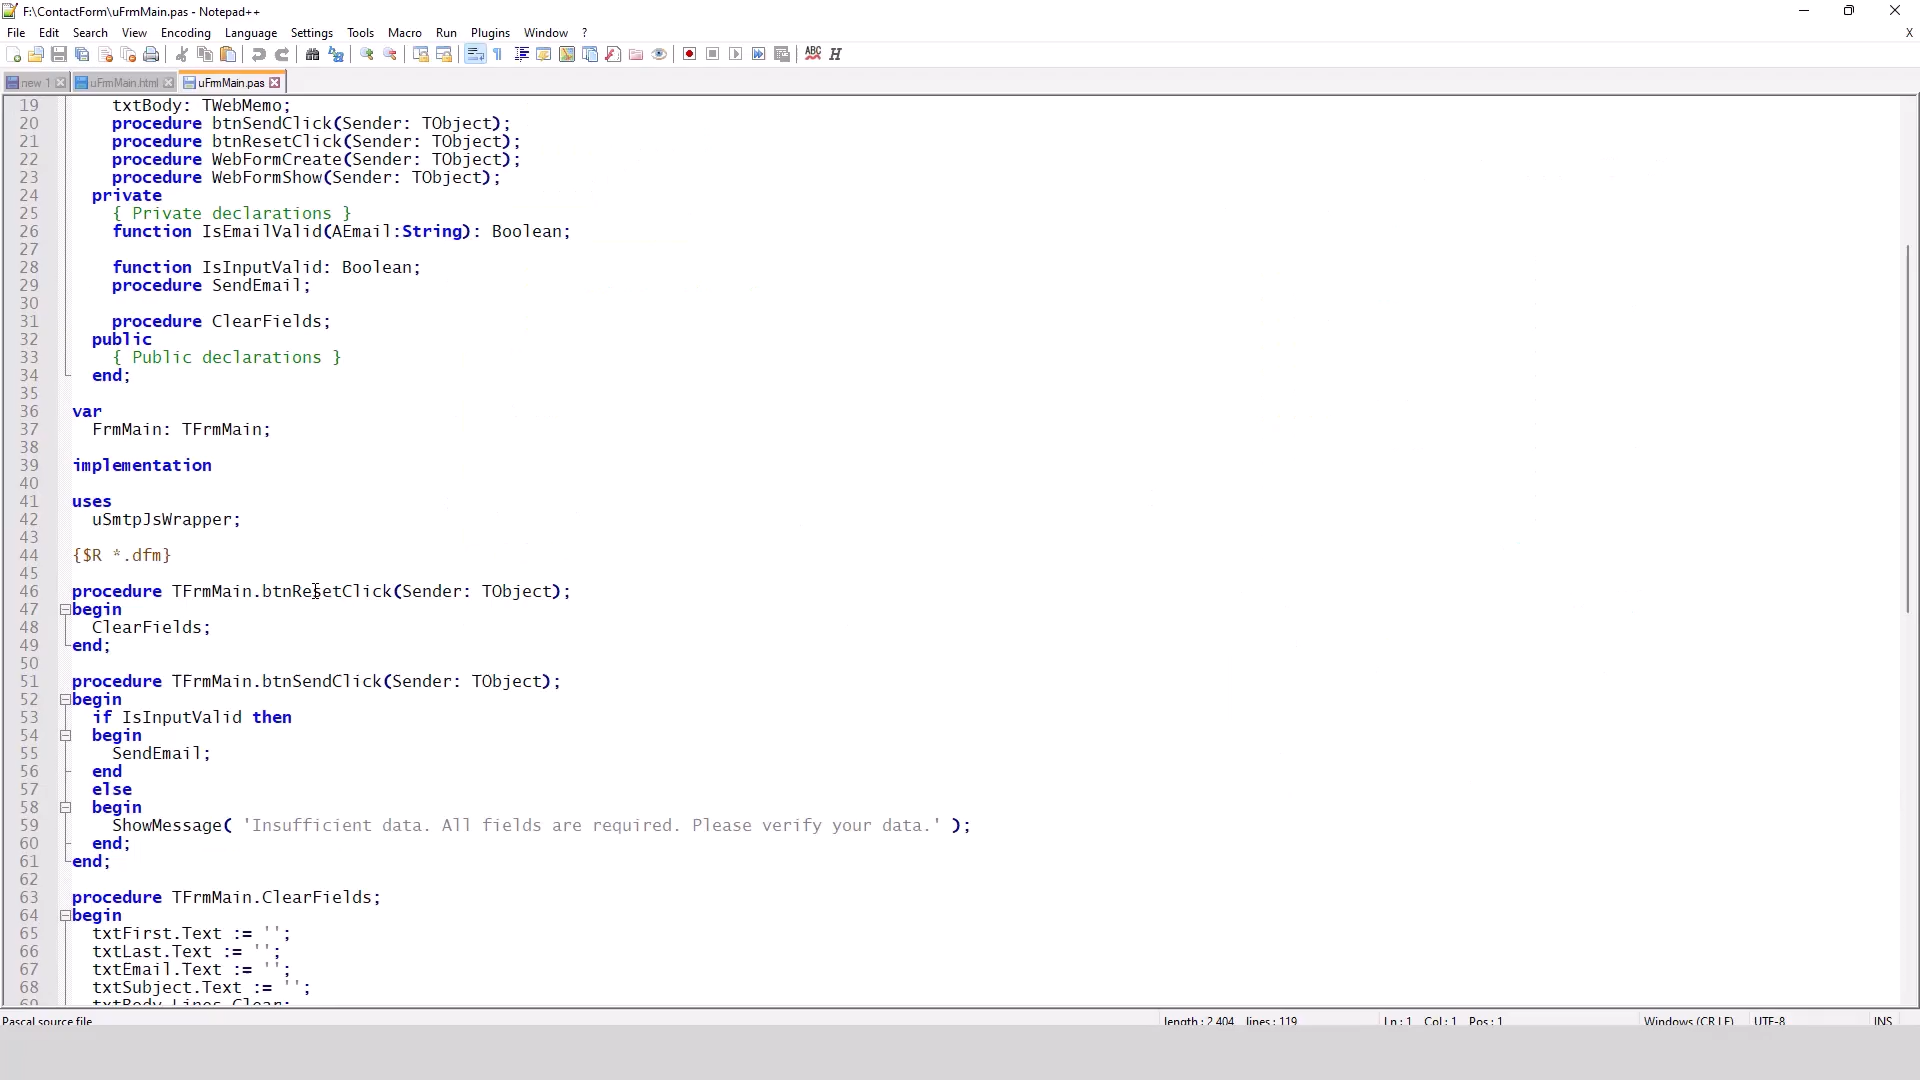 F:\ContactForm\uFrmMain.pas - Notepad++
File Edit Search View Encoding Language Settings Tools Macro Run Plugins Window ?
X
ABC H
new 1 uFrmMain.html uFrmMain.pas
19 txtBody: TWebMemo;
20 procedure btnSendClick(Sender: TObject);
21 procedure btnResetClick(Sender: TObject);
22 procedure WebFormCreate(Sender: TObject);
23 procedure WebFormShow(Sender: TObject);
24 private
25 { Private declarations }
26 function IsEmailValid(AEmail:String): Boolean;
27
28 function IsInputValid: Boolean;
29 procedure SendEmail;
30
31 procedure ClearFields;
32 public
33 { Public declarations }
34 end;
35
36 var
37 FrmMain: TFrmMain;
38
39 implementation
40
41 uses
42 uSmtpJsWrapper;
43
44 {$R *.dfm}
45
46 procedure TFrmMain.btnResetClick(Sender: TObject);
47 begin
48 ClearFields;
49 end;
50
51 procedure TFrmMain.btnSendClick(Sender: TObject);
52 begin
53 if IsInputValid then
54 begin
55 SendEmail;
56 end
57 else
58 begin
59 ShowMessage( 'Insufficient data. All fields are required. Please verify your data.' );
60 end;
61 end;
62
63 procedure TFrmMain.ClearFields;
64 begin
65 txtFirst.Text := '';
66 txtLast.Text := '';
67 txtEmail.Text := '';
68 txtSubject.Text := '';
69 txtBody.Lines.Clear;
Pascal source file length : 2,404 lines : 119 Ln : 1 Col : 1 Pos : 1 Windows (CR LF) UTF-8 INS